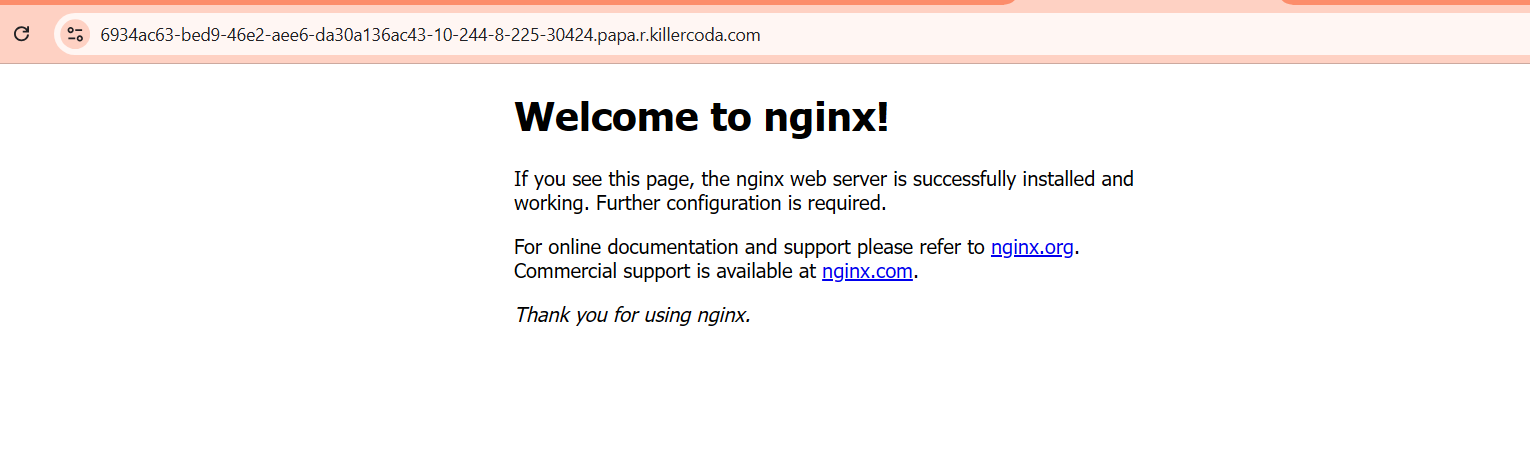 6934ac63-bed9-46e2-aee6-da30a136ac43-10-244-8-225-30424.papa.r.killercoda.com
Welcome to nginx!
If you see this page, the nginx web server is successfully installed and
working. Further configuration is required.
For online documentation and support please refer to nginx.org.
Commercial support is available at nginx.com.
Thank you for using nginx.